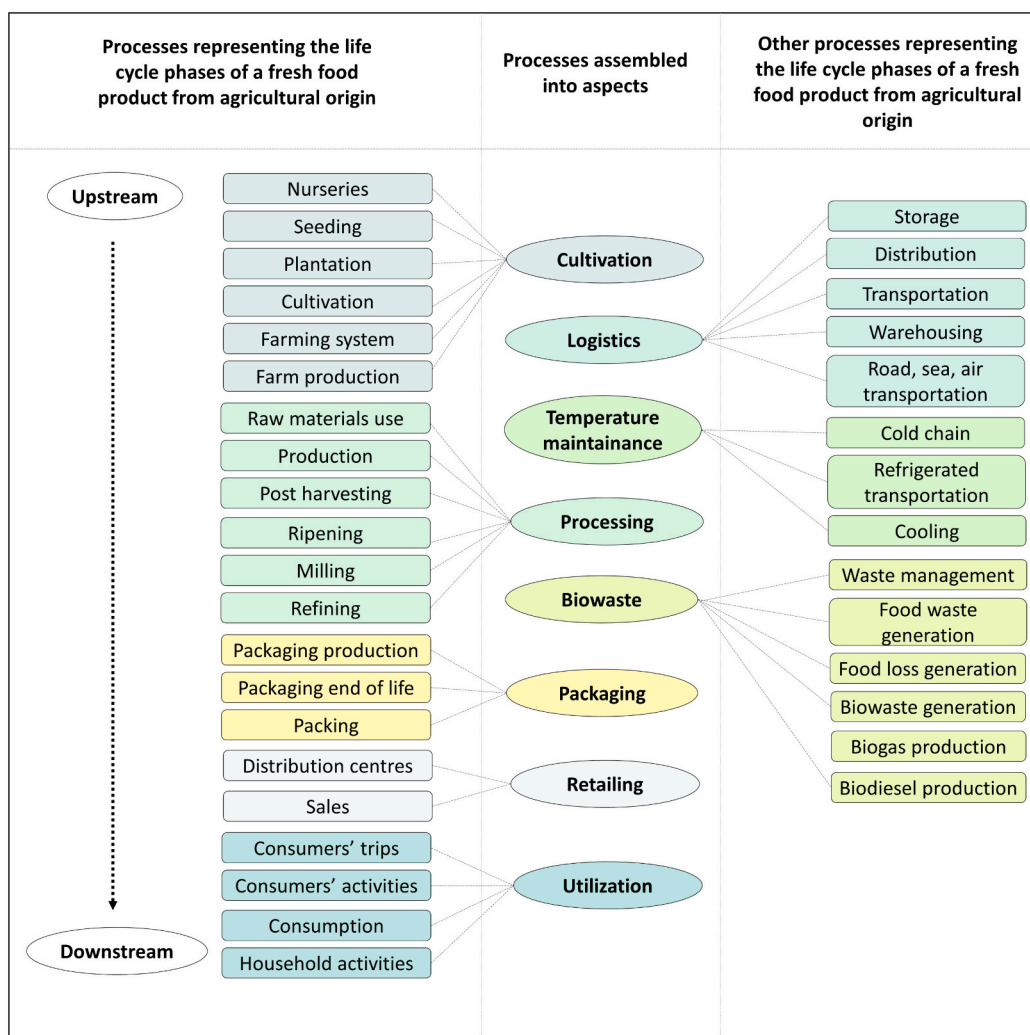 Processes representing the life
cycle phases of a fresh food
product from agricultural origin
Processes assembled
into aspects
Other processes representing
the life cycle phases of a fresh
food product from agricultural
origin
Upstream
Downstream
Nurseries
Seeding
Plantation
Cultivation
Farming system
Farm production
Raw materials use
Production
Post harvesting
Ripening
Milling
Refining
Packaging production
Packaging end of life
Packing
Distribution centres
Sales
Consumers’ trips
Consumers’ activities
Consumption
Household activities
Cultivation
Logistics
Temperature
maintainance
Processing
Biowaste
Packaging
Retailing
Utilization
Storage
Distribution
Transportation
Warehousing
Road, sea, air
transportation
Cold chain
Refrigerated
transportation
Cooling
Waste management
Food waste
generation
Food loss generation
Biowaste generation
Biogas production
Biodiesel production